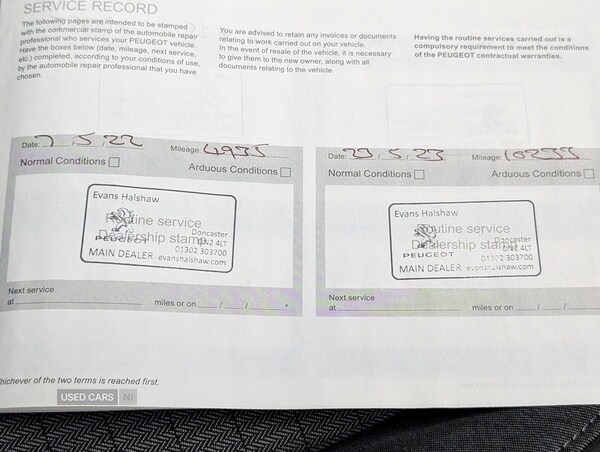 SERVICE RECORD
The following pages are intended to be stamped
with the commercial stamp of the automobile repair
professional who services your PEUGEOT vehicle.
Have the boxes below (date, mileage, next service,
etc.) completed, according to your conditions of use,
by the automobile repair professional that you have
chosen.
You are advised to retain any invoices or documents
relating to work carried out on your vehicle.
In the event of resale of the vehicle, it is necessary
to give them to the new owner, along with all
documents relating to the vehicle.
Having the routine services carried out is a
compulsory requirement to meet the conditions
of the PEUGEOT contractual warranties.
Date: 7 , 5 , 22 Mileage: 4935
Normal Conditions Arduous Conditions
Evans Halshaw
Routine service
Dealership stamp
Doncaster
PEUGEOT DN2 4LT
01302 303700
MAIN DEALER evanshalshaw.com
Next service
at miles or on / / *
Date: 23 , 5 , 23 Mileage: 10233
Normal Conditions Arduous Conditions
Evans Halshaw
Routine service
Dealership stamp
Doncaster
PEUGEOT DN2 4LT
01302 303700
MAIN DEALER evanshalshaw.com
Next service
at miles or on / /
hichever of the two terms is reached first.
USED CARS NI